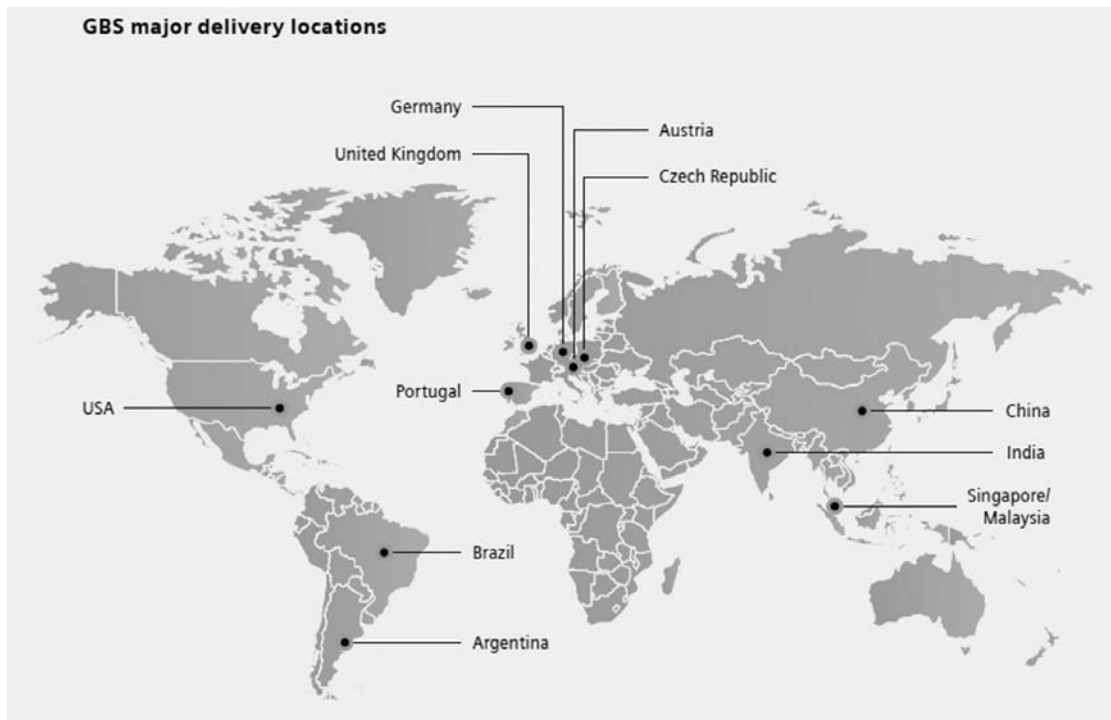 GBS major delivery locations
Germany
Austria
United Kingdom
Czech Republic
Portugal
USA
China
India
Singapore/
Malaysia
Brazil
Argentina